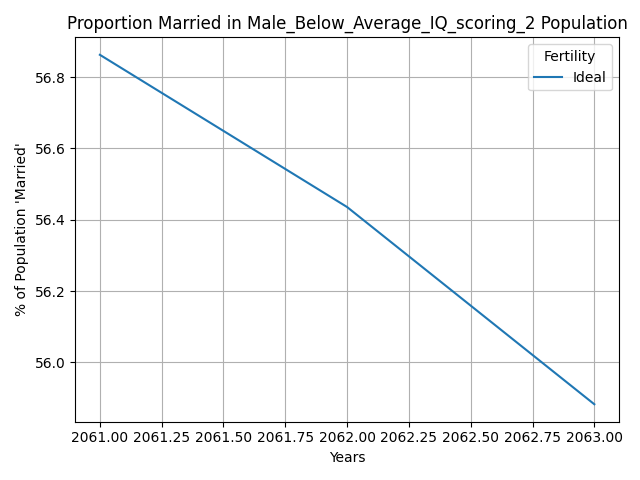 Proportion Married in Male_Below_Average_IQ_scoring_2 Population
Fertility
Ideal
% of Population 'Married'
56.8
56.6
56.4
56.2
56.0
2061.00 2061.25 2061.50 2061.75 2062.00 2062.25 2062.50 2062.75 2063.00
Years